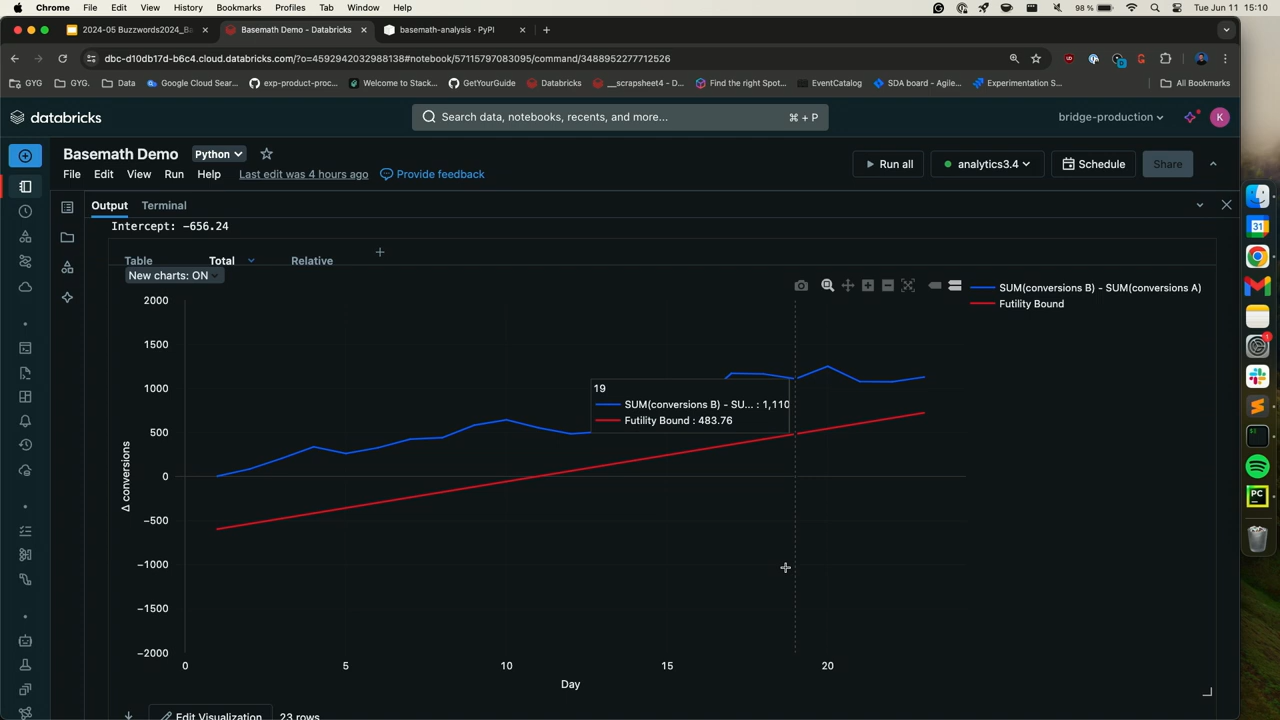 Chrome File Edit View History Bookmarks Profiles Tab Window Help 98 % Tue Jun 11 15:10
2024-05 Buzzwords2024_Ba Basemath Demo - Databricks basemath-analysis · PyPI
dbc-d10db17d-b6c4.cloud.databricks.com/?o=4592942032988138#notebook/57115797083095/command/3488952277712526
GYG GYG. Data Google Cloud Sear... exp-product-proc... Welcome to Stack... GetYourGuide Databricks __scrapsheet4 - D... Find the right Spot... EventCatalog SDA board - Agile... Experimentation S... All Bookmarks
databricks Search data, notebooks, recents, and more... ⌘ + P bridge-production K
Basemath Demo Python Run all analytics3.4 Schedule Share
File Edit View Run Help Last edit was 4 hours ago Provide feedback
Output Terminal
Intercept: -656.24
Table Total Relative +
New charts: ON
SUM(conversions B) - SUM(conversions A)
Futility Bound
2000
1500
1000
500
0
−500
−1000
−1500
−2000
Δ conversions
19
SUM(conversions B) - SU... : 1,110
Futility Bound : 483.76
0 5 10 15 20
Day
Edit Visualization 23 rows